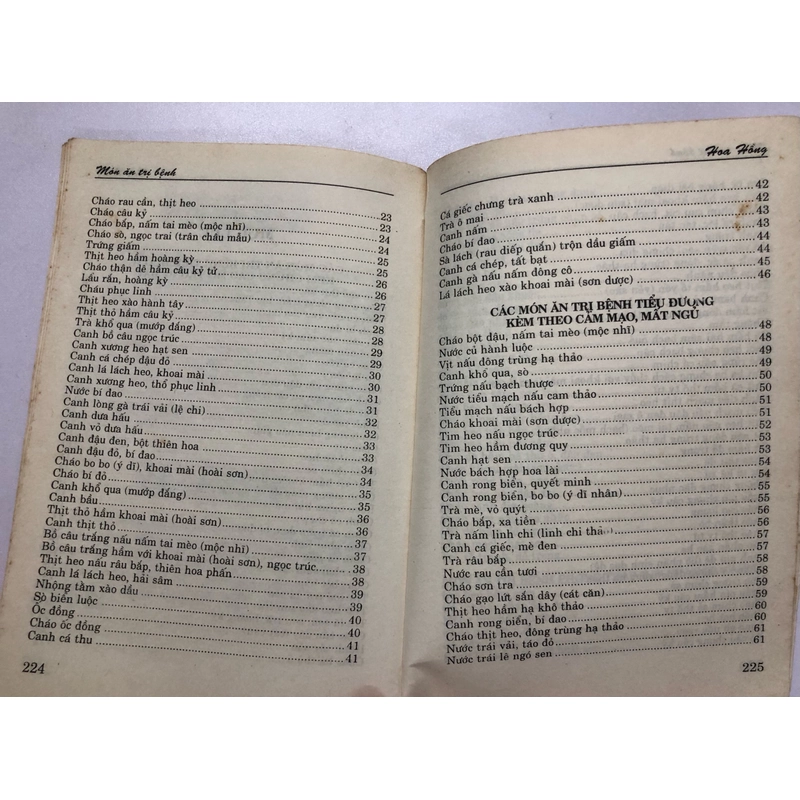 Món ăn trị bệnh
Cháo rau cần, thịt heo ........ 23
Cháo câu kỷ ........ 23
Cháo bắp, nấm tai mèo (mộc nhĩ) ........ 24
Cháo sò, ngọc trai (trân châu mẫu) ........ 24
Trứng giấm ........ 25
Thịt heo hầm hoàng kỳ ........ 25
Cháo thận dê hầm câu kỷ tử ........ 26
Lẩu rắn, hoàng kỳ ........ 26
Cháu phục linh ........ 26
Thịt heo xào hành tây ........ 27
Thịt thỏ hầm câu kỷ ........ 27
Trà khổ qua (mướp đắng) ........ 28
Canh bồ câu ngọc trúc ........ 28
Canh xương heo hạt sen ........ 29
Canh cá chép đậu đỏ ........ 29
Canh lá lách heo, khoai mài ........ 30
Canh xương heo, thổ phục linh ........ 30
Nước bí đao ........ 31
Canh lòng gà trái vải (lệ chi) ........ 31
Canh dưa hấu ........ 32
Canh vỏ dưa hấu ........ 32
Canh đậu đen, bột thiên hoa ........ 33
Canh đậu đỏ, bí đao ........ 33
Cháo bo bo (ý dĩ), khoai mài (hoài sơn) ........ 34
Cháo bí đỏ ........ 34
Canh khổ qua (mướp đắng) ........ 35
Canh bầu ........ 35
Thịt thỏ hầm khoai mài (hoài sơn) ........ 36
Canh thịt thỏ ........ 36
Bồ câu trắng nấu nấm tai mèo (mộc nhĩ) ........ 37
Bồ câu trắng hầm với khoai mài (hoài sơn), ngọc trúc ... 37
Thịt heo nấu râu bắp, thiên hoa phấn ........ 38
Canh lá lách heo, hải sâm ........ 38
Nhộng tằm xào dầu ........ 39
Sò biển luộc ........ 39
Ốc đồng ........ 40
Cháo ốc đồng ........ 40
Canh cá thu ........ 41
41
224
Hoa Hồng
Cá giếc chưng trà xanh ........ 42
Trà ô mai ........ 42
Canh nấm ........ 43
Cháo bí đao ........ 43
Sà lách (rau diếp quấn) trộn dầu giấm ........ 44
Canh cá chép, tất bạt ........ 44
Canh gà nấu nấm đông cô ........ 45
Lá lách heo xào khoai mài (sơn dược) ........ 46
CÁC MÓN ĂN TRỊ BỆNH TIỂU ĐƯỜNG
KÈM THEO CẢM MẠO, MẤT NGỦ
Cháo bột đậu, nấm tai mèo (mộc nhĩ) ........ 48
Nước củ hành luộc ........ 48
Vịt nấu đông trùng hạ thảo ........ 49
Canh khổ qua, sò ........ 49
Trứng nấu bạch thược ........ 50
Nước tiểu mạch nấu cam thảo ........ 50
Tiểu mạch nấu bách hợp ........ 51
Cháo khoai mài (sơn dược) ........ 51
Tim heo nấu ngọc trúc ........ 52
Tim heo hầm đương quy ........ 53
Canh hạt sen ........ 53
Nước bách hợp hoa lài ........ 54
Canh rong biển, quyết minh ........ 54
Canh rong biển, bo bo (ý dĩ nhân) ........ 55
Trà mè, vỏ quýt ........ 55
Cháo bắp, xa tiền ........ 56
Trà nấm linh chi (linh chi thảo) ........ 56
Canh cá giếc, mè đen ........ 57
Trà râu bắp ........ 57
Nước rau cần tươi ........ 58
Cháo sơn tra ........ 58
Cháo gạo lứt sắn dây (cát căn) ........ 59
Thịt heo hầm hạ khô thảo ........ 59
Canh rong biển, bí đao ........ 60
Cháo thịt heo, đông trùng hạ thảo ........ 60
Nước trái vải, táo đỏ ........ 61
Nước trái lê ngó sen ........ 61
225